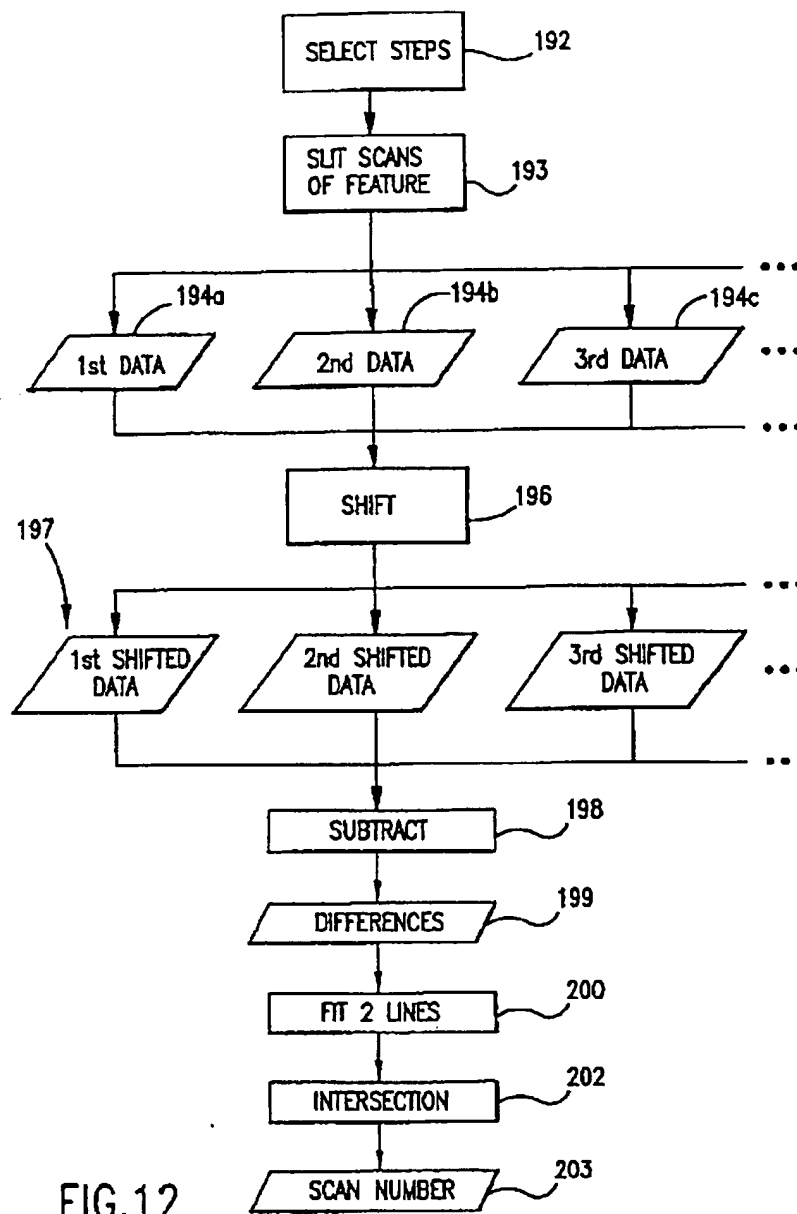 SELECT STEPS
192
SLIT SCANS
OF FEATURE
193
194a
194b
194c
1st DATA
2nd DATA
3rd DATA
SHIFT
196
197
1st SHIFTED
DATA
2nd SHIFTED
DATA
3rd SHIFTED
DATA
SUBTRACT
198
DIFFERENCES
199
FIT 2 LINES
200
INTERSECTION
202
SCAN NUMBER
203
FIG.12